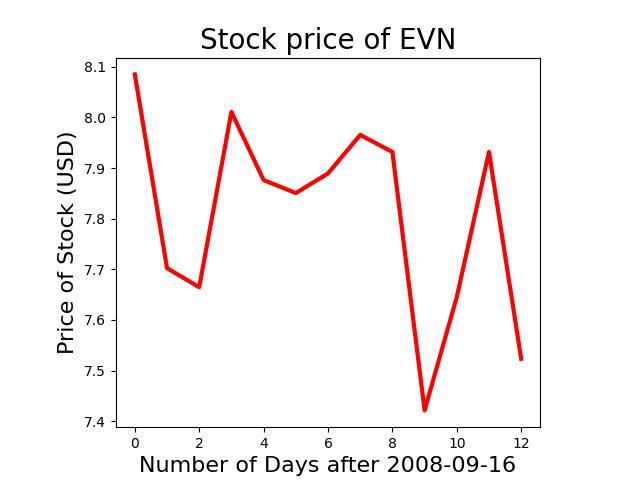 Stock price of EVN
Price of Stock (USD)
8.1
8.0
7.9
7.8
7.7
7.6
7.5
7.4
0 2 4 6 8 10 12
Number of Days after 2008-09-16